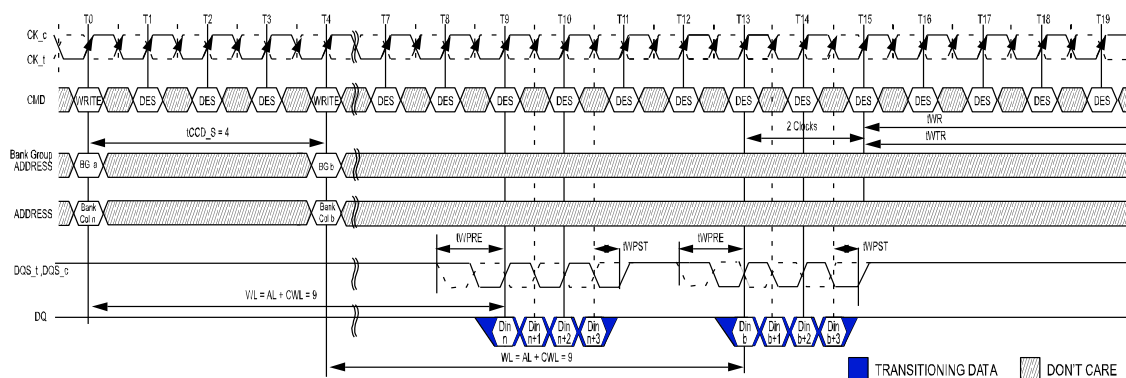 T0 T1 T2 T3 T4 T7 T8 T9 T10 T11 T12 T13 T14 T15 T16 T17 T18 T19
CK_c
CK_t
CMD WRITE DES DES DES WRITE DES DES DES DES DES DES DES DES DES DES DES DES DES
tCCD_S = 4
2 Clocks
tWR
tWTR
Bank Group
ADDRESS
BG a
BG b
ADDRESS
Bank
Col n
Bank
Col b
tWPRE
tWPST
tWPRE
tWPST
DQS_t ,DQS_c
WL = AL + CWL = 9
DQ
Din
n
Din
n+1
Din
n+2
Din
n+3
Din
b
Din
b+1
Din
b+2
Din
b+3
WL = AL + CWL = 9
TRANSITIONING DATA
DON'T CARE